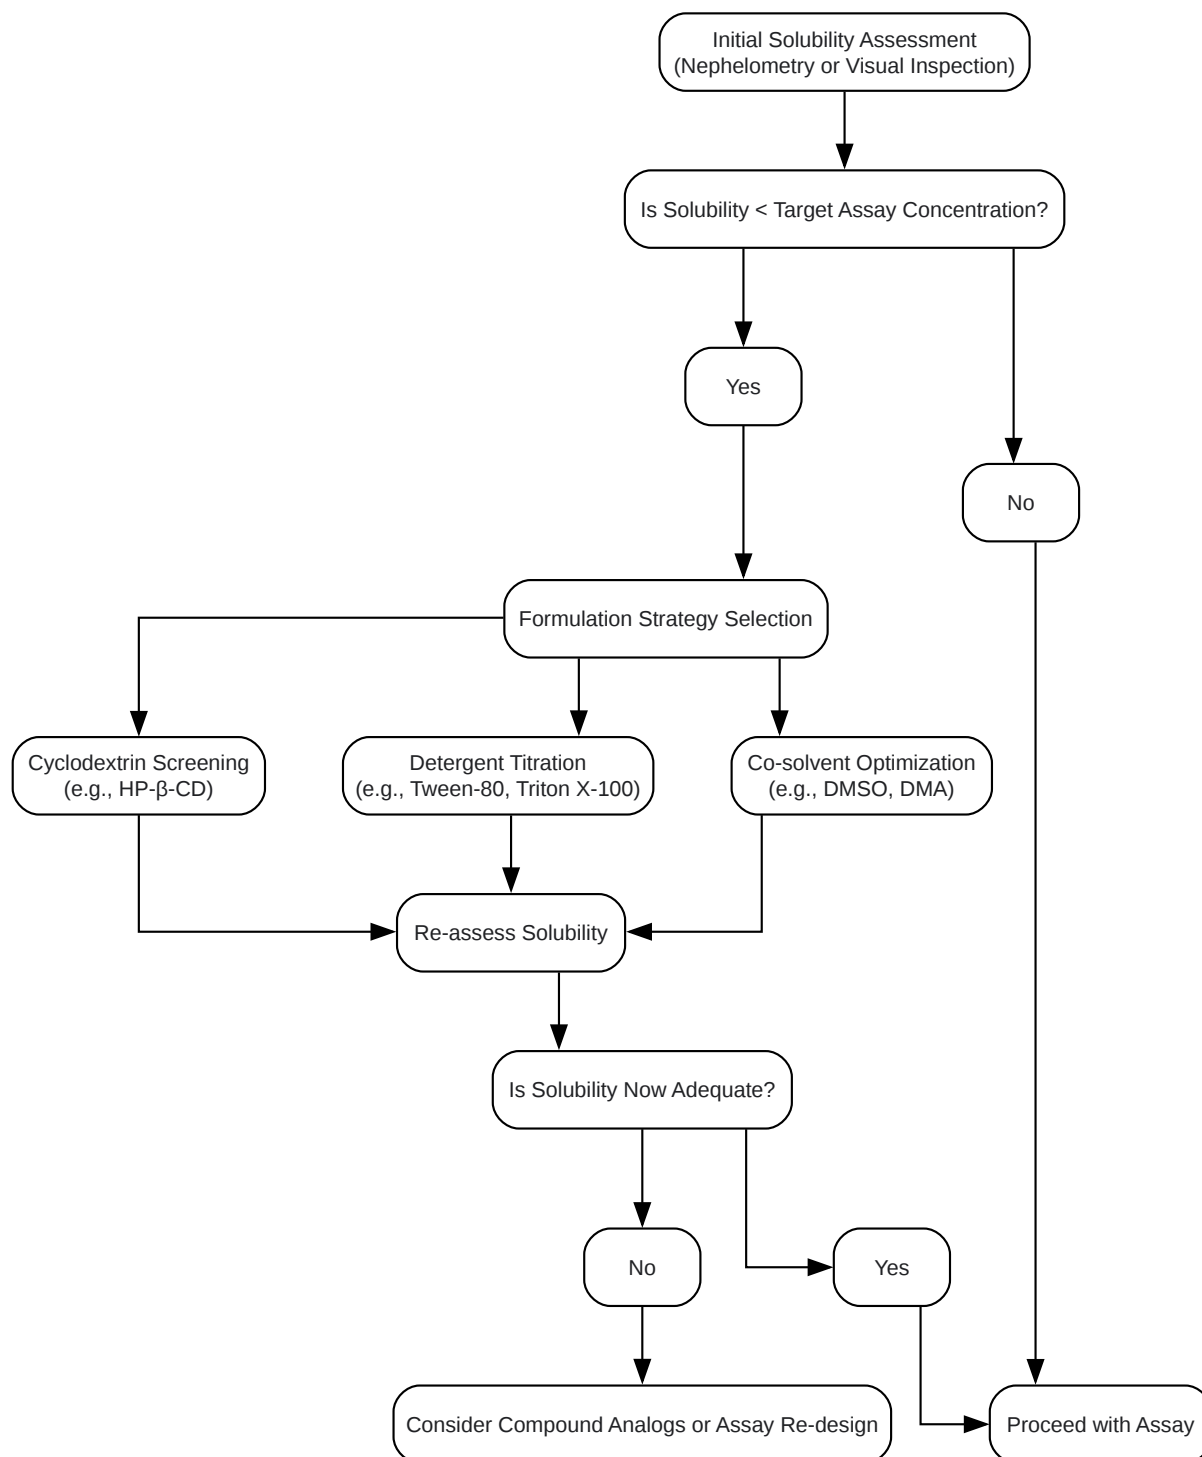 Initial Solubility Assessment
(Nephelometry or Visual Inspection)
Is Solubility < Target Assay Concentration?
Yes
No
Formulation Strategy Selection
Cyclodextrin Screening
(e.g., HP-β-CD)
Detergent Titration
(e.g., Tween-80, Triton X-100)
Co-solvent Optimization
(e.g., DMSO, DMA)
Re-assess Solubility
Is Solubility Now Adequate?
No
Yes
Consider Compound Analogs or Assay Re-design
Proceed with Assay